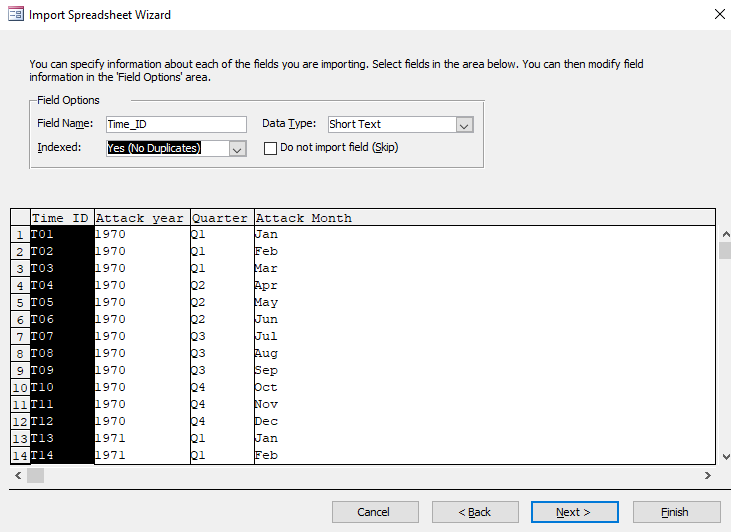 Import Spreadsheet Wizard
You can specify information about each of the fields you are importing. Select fields in the area below. You can then modify field
information in the 'Field Options' area.
Field Options
Field Name: Time_ID Data Type: Short Text
Indexed: Yes (No Duplicates) Do not import field (Skip)
Time ID Attack year Quarter Attack Month
1 T01 1970 Q1 Jan
2 T02 1970 Q1 Feb
3 T03 1970 Q1 Mar
4 T04 1970 Q2 Apr
5 T05 1970 Q2 May
6 T06 1970 Q2 Jun
7 T07 1970 Q3 Jul
8 T08 1970 Q3 Aug
9 T09 1970 Q3 Sep
10 T10 1970 Q4 Oct
11 T11 1970 Q4 Nov
12 T12 1970 Q4 Dec
13 T13 1971 Q1 Jan
14 T14 1971 Q1 Feb
Cancel < Back Next > Finish